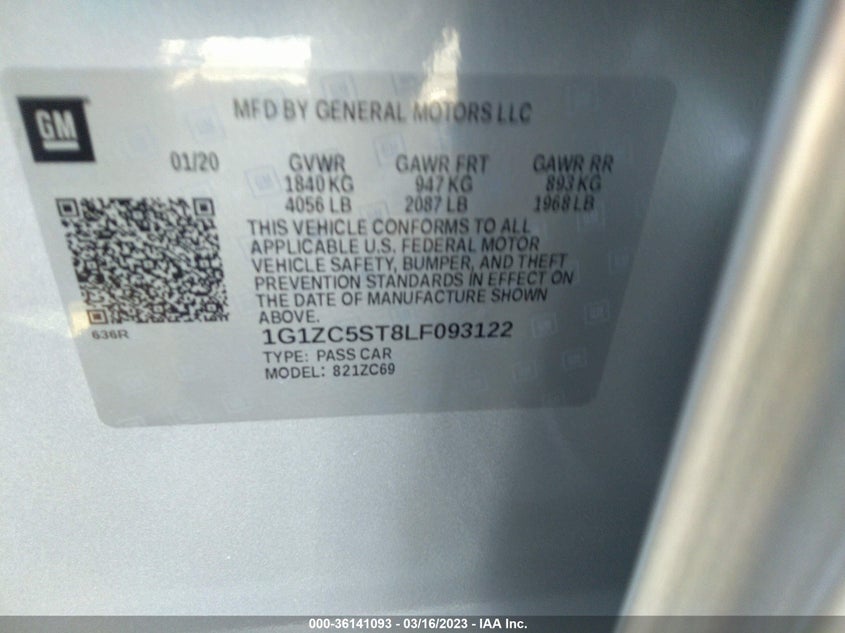 GM
MFD BY GENERAL MOTORS LLC
01/20 GVWR GAWR FRT GAWR RR
1840 KG 947 KG 893 KG
4056 LB 2087 LB 1968 LB
THIS VEHICLE CONFORMS TO ALL
APPLICABLE U.S. FEDERAL MOTOR
VEHICLE SAFETY, BUMPER, AND THEFT
PREVENTION STANDARDS IN EFFECT ON
THE DATE OF MANUFACTURE SHOWN
ABOVE.
636R
1G1ZC5ST8LF093122
TYPE: PASS CAR
MODEL: 821ZC69
000-36141093 - 03/16/2023 - IAA Inc.